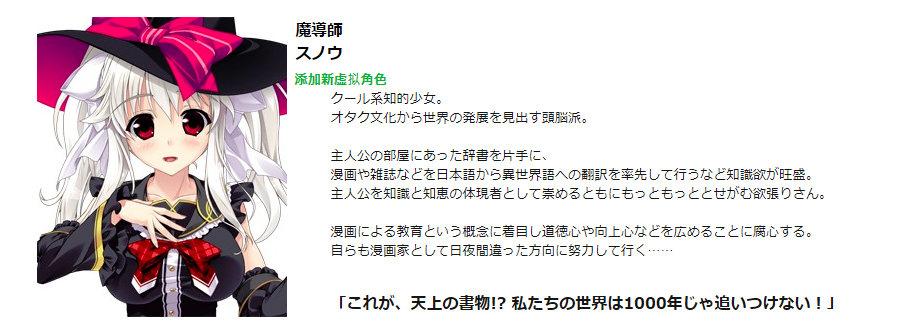 魔導師
スノウ
添加新虚拟角色
クール系知的少女。
オタク文化から世界の発展を見出す頭脳派。
主人公の部屋にあった辞書を片手に、
漫画や雑誌などを日本語から異世界語への翻訳を率先して行うなど知識欲が旺盛。
主人公を知識と知恵の体現者として崇めるともにもっともっととせがむ欲張りさん。
漫画による教育という概念に着目し道徳心や向上心などを広めることに腐心する。
自らも漫画家として日夜間違った方向に努力して行く……
「これが、天上の書物!? 私たちの世界は1000年じゃ追いつけない！」